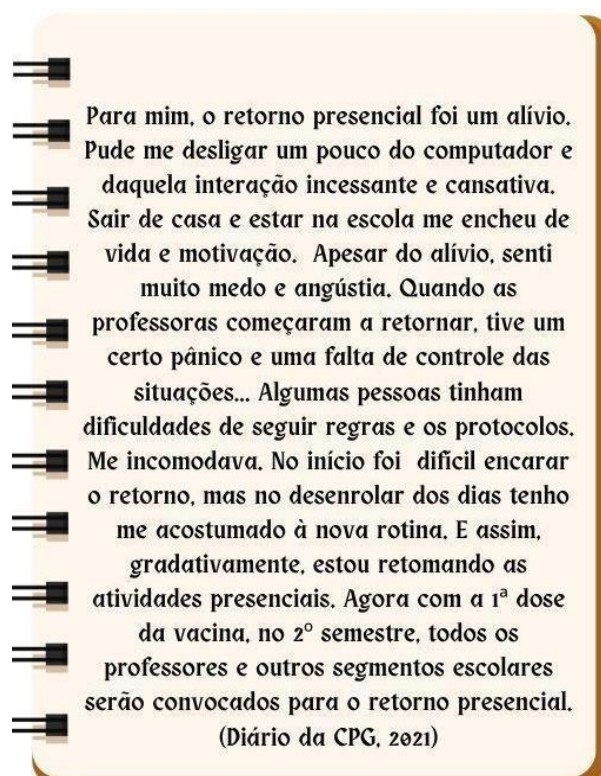 Para mim, o retorno presencial foi um alívio.
Pude me desligar um pouco do computador e
daquela interação incessante e cansativa.
Sair de casa e estar na escola me encheu de
vida e motivação. Apesar do alívio, senti
muito medo e angústia. Quando as
professoras começaram a retornar, tive um
certo pânico e uma falta de controle das
situações... Algumas pessoas tinham
dificuldades de seguir regras e os protocolos.
Me incomodava. No início foi difícil encarar
o retorno, mas no desenrolar dos dias tenho
me acostumado à nova rotina. E assim,
gradativamente, estou retomando as
atividades presenciais. Agora com a 1ª dose
da vacina, no 2º semestre, todos os
professores e outros segmentos escolares
serão convocados para o retorno presencial.
(Diário da CPG, 2021)